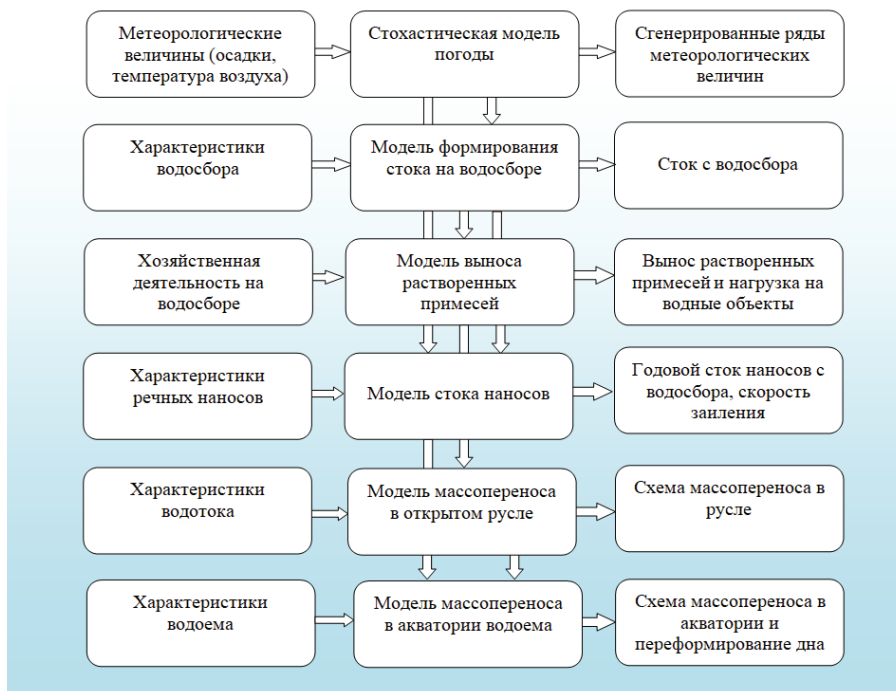 Метеорологические
величины (осадки,
температура воздуха)
Стохастическая модель
погоды
Сгенерированные ряды
метеорологических
величин
Характеристики
водосбора
Модель формирования
стока на водосборе
Сток с водосбора
Хозяйственная
деятельность на
водосборе
Модель выноса
растворенных
примесей
Вынос растворенных
примесей и нагрузка на
водные объекты
Характеристики
речных наносов
Модель стока наносов
Годовой сток наносов с
водосбора, скорость
заиления
Характеристики
водотока
Модель массопереноса
в открытом русле
Схема массопереноса в
русле
Характеристики
водоема
Модель массопереноса
в акватории водоема
Схема массопереноса в
акватории и
переформирование дна